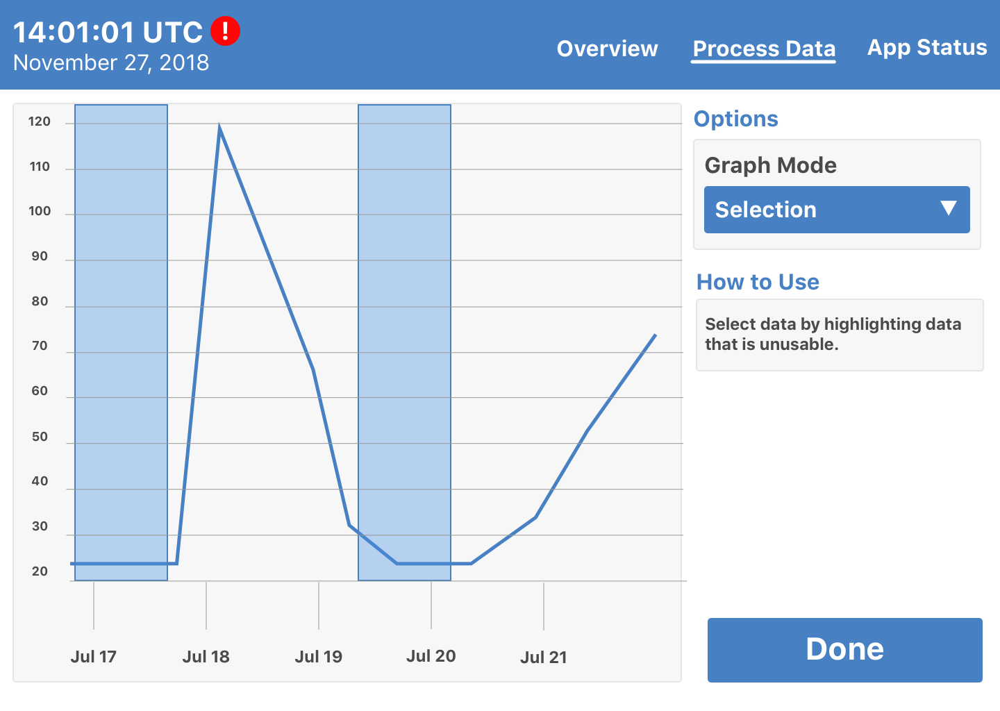 14:01:01 UTC !
November 27, 2018
Overview
Process Data
App Status
120
110
100
90
80
70
60
50
40
30
20
Jul 17
Jul 18
Jul 19
Jul 20
Jul 21
Options
Graph Mode
Selection
How to Use
Select data by highlighting data
that is unusable.
Done